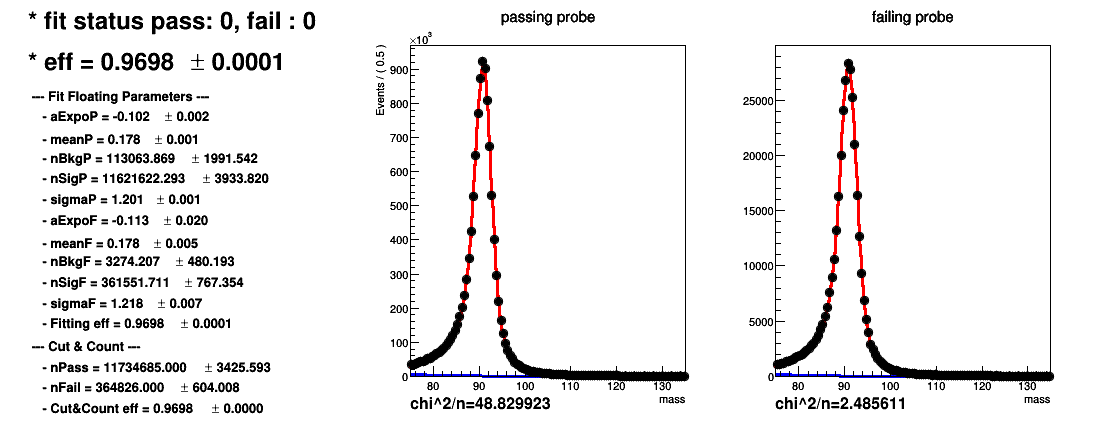 * fit status pass: 0, fail : 0
* eff = 0.9698 ± 0.0001
--- Fit Floating Parameters ---
- aExpoP = -0.102 ± 0.002
- meanP = 0.178 ± 0.001
- nBkgP = 113063.869 ± 1991.542
- nSigP = 11621622.293 ± 3933.820
- sigmaP = 1.201 ± 0.001
- aExpoF = -0.113 ± 0.020
- meanF = 0.178 ± 0.005
- nBkgF = 3274.207 ± 480.193
- nSigF = 361551.711 ± 767.354
- sigmaF = 1.218 ± 0.007
- Fitting eff = 0.9698 ± 0.0001
--- Cut & Count ---
- nPass = 11734685.000 ± 3425.593
- nFail = 364826.000 ± 604.008
- Cut&Count eff = 0.9698 ± 0.0000
passing probe
×10³
Events / ( 0.5 )
900
800
700
600
500
400
300
200
100
0
80 90 100 110 120 130
mass
chi^2/n=48.829923
failing probe
25000
20000
15000
10000
5000
0
80 90 100 110 120 130
mass
chi^2/n=2.485611